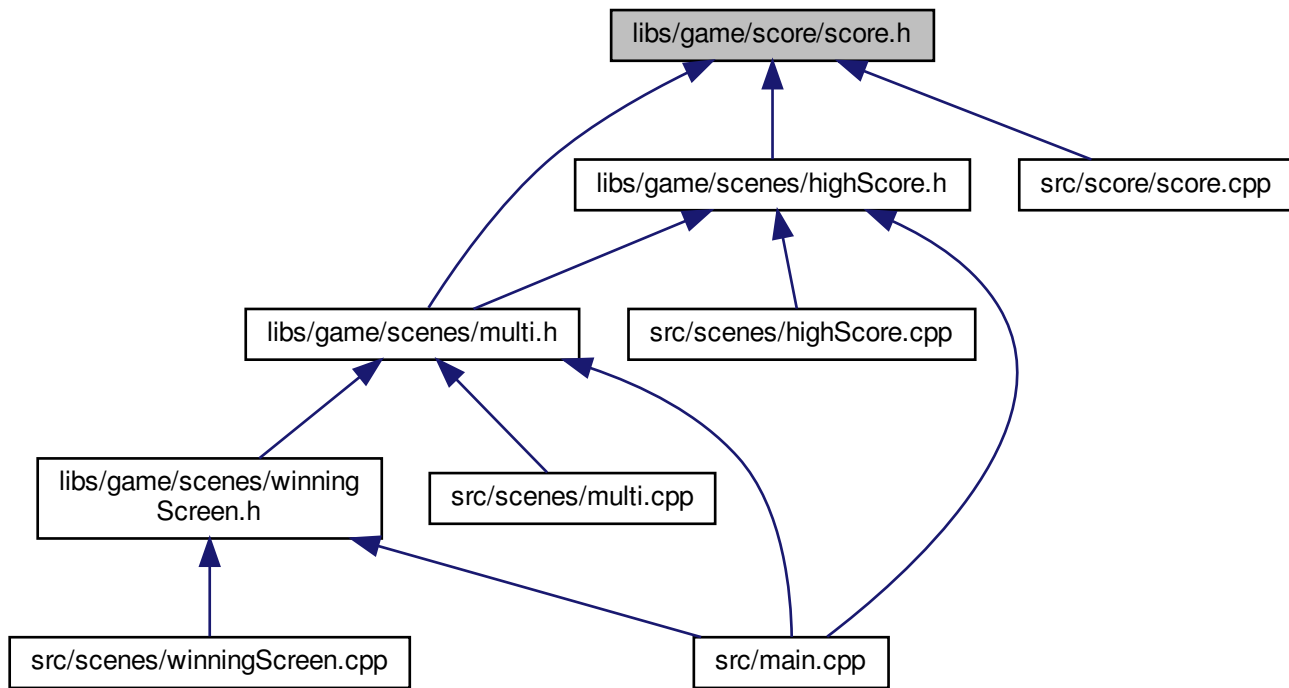 libs/game/score/score.h
libs/game/scenes/highScore.h
src/score/score.cpp
libs/game/scenes/multi.h
src/scenes/highScore.cpp
libs/game/scenes/winning
Screen.h
src/scenes/multi.cpp
src/scenes/winningScreen.cpp
src/main.cpp